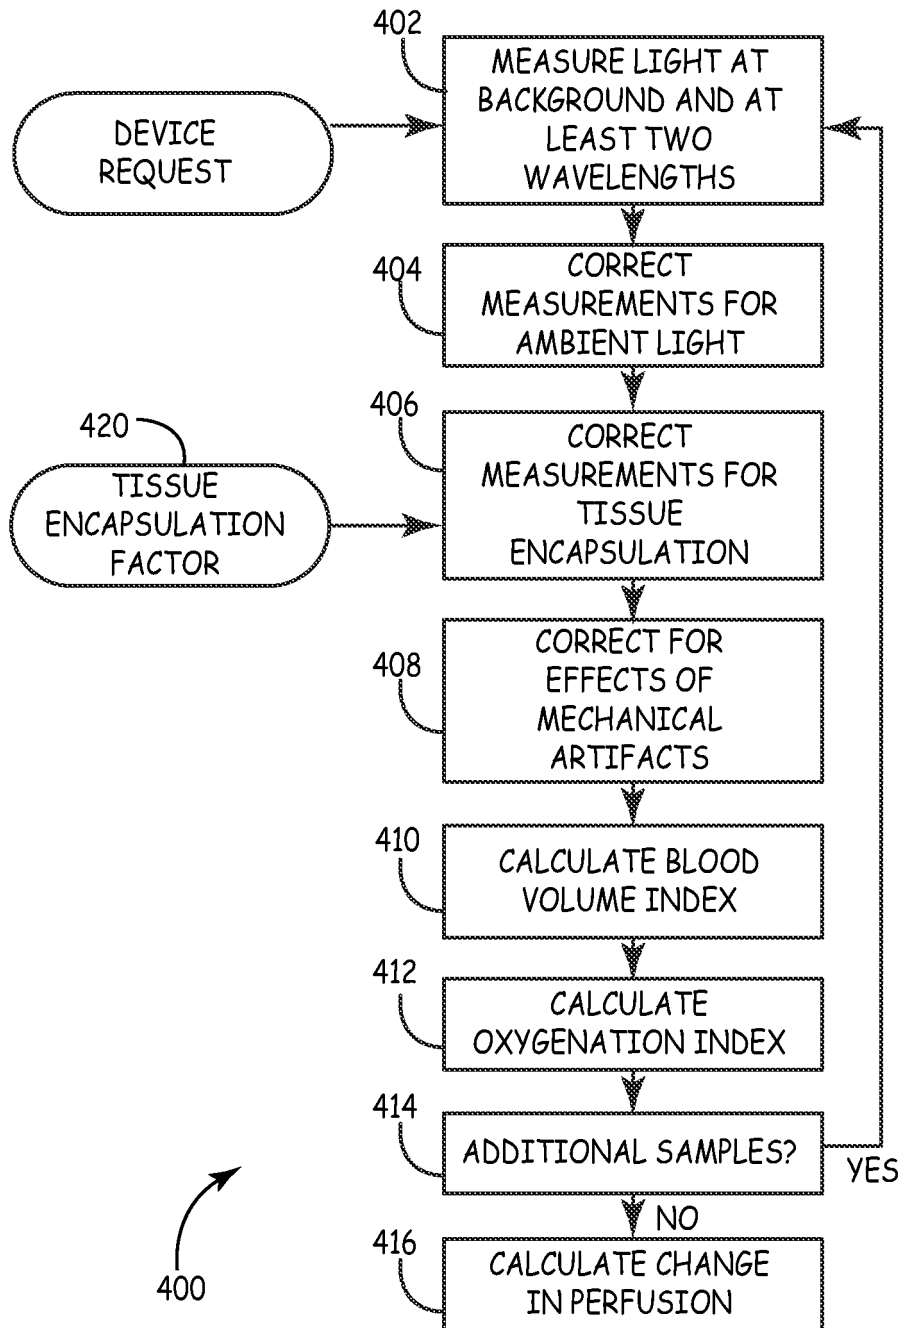 402
MEASURE LIGHT AT
BACKGROUND AND AT
LEAST TWO
WAVELENGTHS
DEVICE
REQUEST
404
CORRECT
MEASUREMENTS FOR
AMBIENT LIGHT
406
CORRECT
MEASUREMENTS FOR
TISSUE
ENCAPSULATION
420
TISSUE
ENCAPSULATION
FACTOR
408
CORRECT FOR
EFFECTS OF
MECHANICAL
ARTIFACTS
410
CALCULATE BLOOD
VOLUME INDEX
412
CALCULATE
OXYGENATION INDEX
414
ADDITIONAL SAMPLES?
YES
NO
416
CALCULATE CHANGE
IN PERFUSION
400